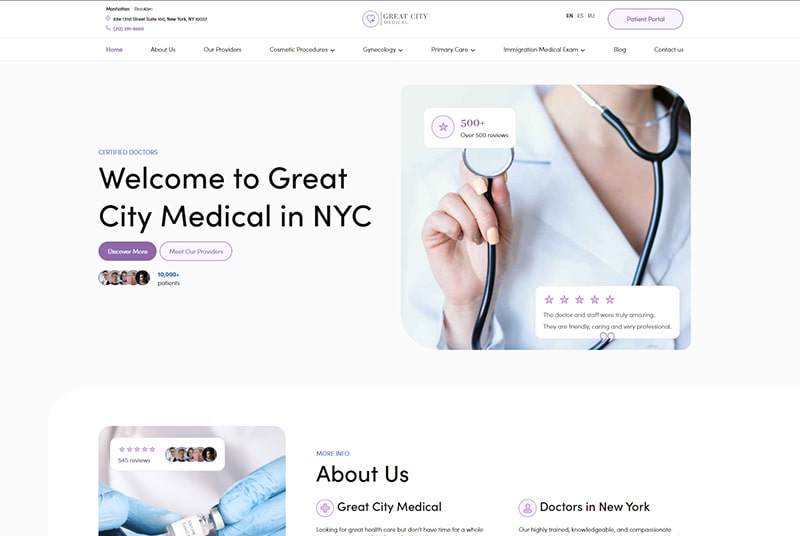 Manhattan Brooklyn
GREAT CITY
MEDICAL
EN ES RU
Patient Portal
Street Suite 100, New York, NY 10037
Home About Us Our Providers Cosmetic Procedures Gynecology Primary Care Immigration Medical Exam Blog Contact us
500+
Over 500 reviews
CERTIFIED DOCTORS
Welcome to Great
City Medical in NYC
Discover More Meet Our Providers
10,000+
patients
The doctor and staff were truly amazing.
They are friendly, caring and very professional.
545 reviews
MORE INFO
About Us
Great City Medical
Doctors in New York
Looking for great health care but don't have time for a whole
Our highly trained, knowledgeable, and compassionate